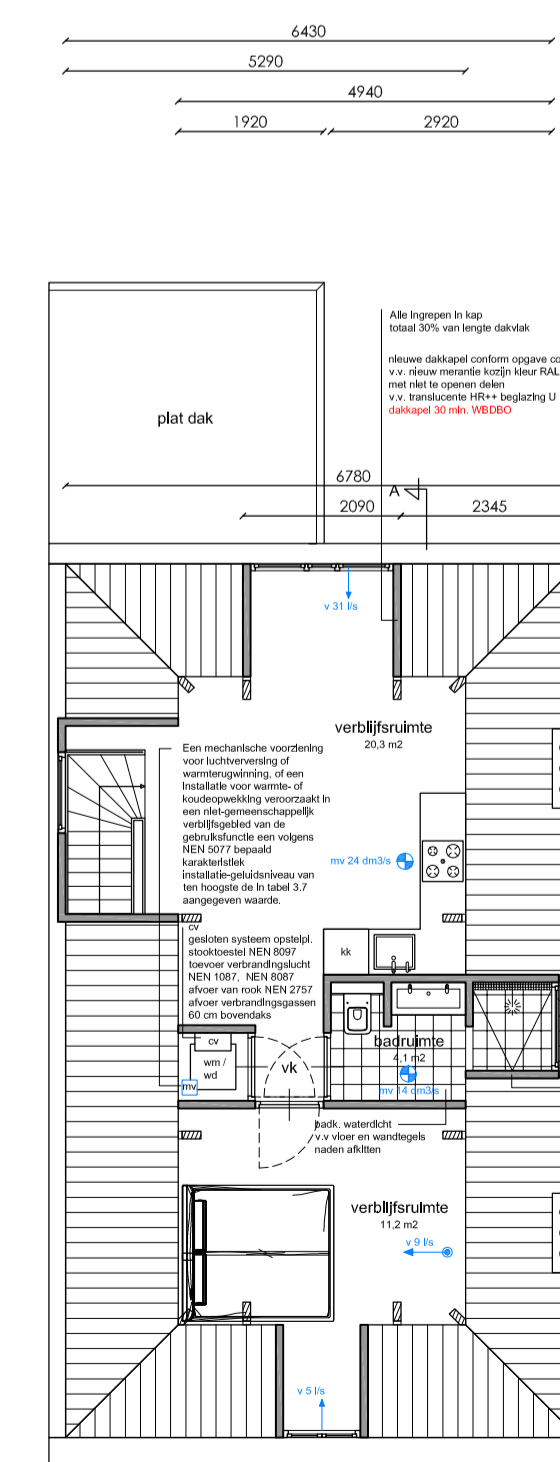 6430
5290
4940
1920
2920
Alle Ingrepen In kap
totaal 30% van lengte dakvlak
nieuwe dakkapel conform opgave co
v.v. nieuw merantie kozijn kleur RAL
met niet te openen delen
v.v. translucente HR++ beglazing U
dakkapel 30 min. WBDBO
plat dak
6780
A
2090
2345
v 31 l/s
verblijfsruimte
20,3 m2
Een mechanische voorziening
voor luchtverversing of
warmterugwinning, of een
installatie voor warmte- of
koudeopwekking veroorzaakt in
een niet-gemeenschappelijk
verblijfsgebied van de
gebruiksfunctie een volgens
NEN 5077 bepaald
karakteristiek
installatie-geluidsniveau van
ten hoogste de in tabel 3.7
aangegeven waarde.
mv 24 dm3/s
cv
gesloten systeem opstelpl.
stooktoestel NEN 8097
toevoer verbrandingslucht
NEN 1087, NEN 8087
afvoer van rook NEN 2757
afvoer verbrandingsgassen
60 cm bovendaks
kk
cv
wm /
wd
mv
vk
badruimte
4,1 m2
mv 14 dm3/s
badk. waterdicht
v.v vloer en wandtegels
naden afkitten
verblijfsruimte
11,2 m2
v 9 l/s
v 5 l/s